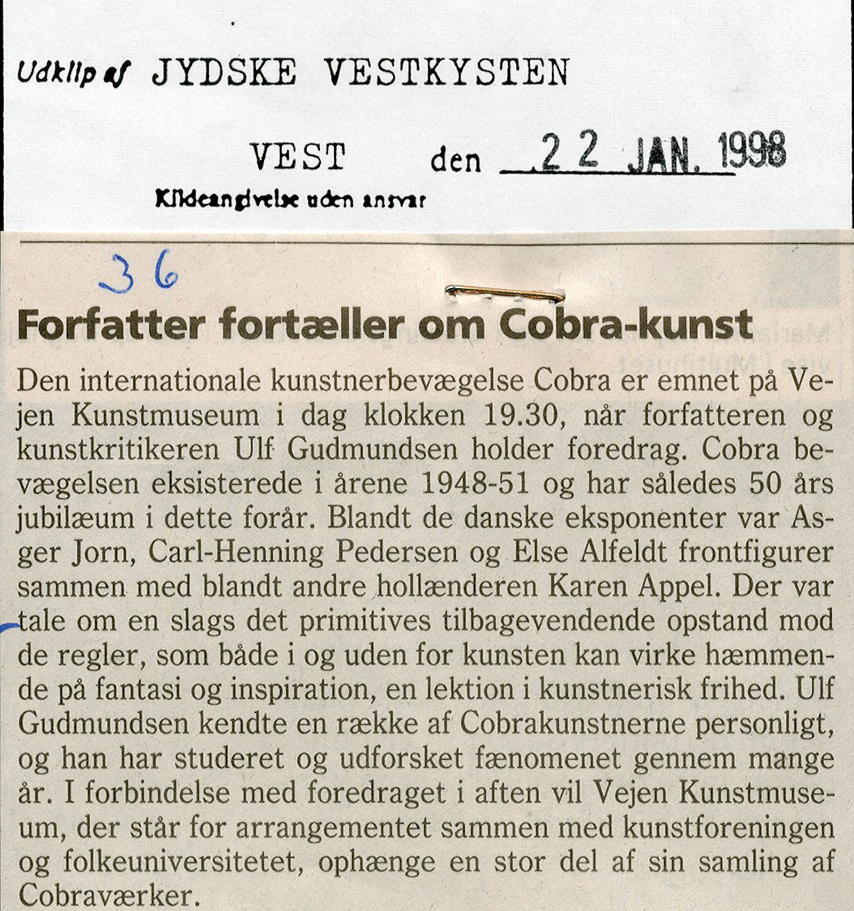 Udklip af JYDSKE VESTKYSTEN
VEST den 22 JAN. 1998
Kildeangivelse uden ansvar
36
Forfatter fortæller om Cobra-kunst
Den internationale kunstnerbevægelse Cobra er emnet på Ve-
jen Kunstmuseum i dag klokken 19.30, når forfatteren og
kunstkritikeren Ulf Gudmundsen holder foredrag. Cobra be-
vægelsen eksisterede i årene 1948-51 og har således 50 års
jubilæum i dette forår. Blandt de danske eksponenter var As-
ger Jorn, Carl-Henning Pedersen og Else Alfeldt frontfigurer
sammen med blandt andre hollænderen Karen Appel. Der var
tale om en slags det primitives tilbagevendende opstand mod
de regler, som både i og uden for kunsten kan virke hæmmen-
de på fantasi og inspiration, en lektion i kunstnerisk frihed. Ulf
Gudmundsen kendte en række af Cobrakunstnerne personligt,
og han har studeret og udforsket fænomenet gennem mange
år. I forbindelse med foredraget i aften vil Vejen Kunstmuse-
um, der står for arrangementet sammen med kunstforeningen
og folkeuniversitetet, ophænge en stor del af sin samling af
Cobraværker.